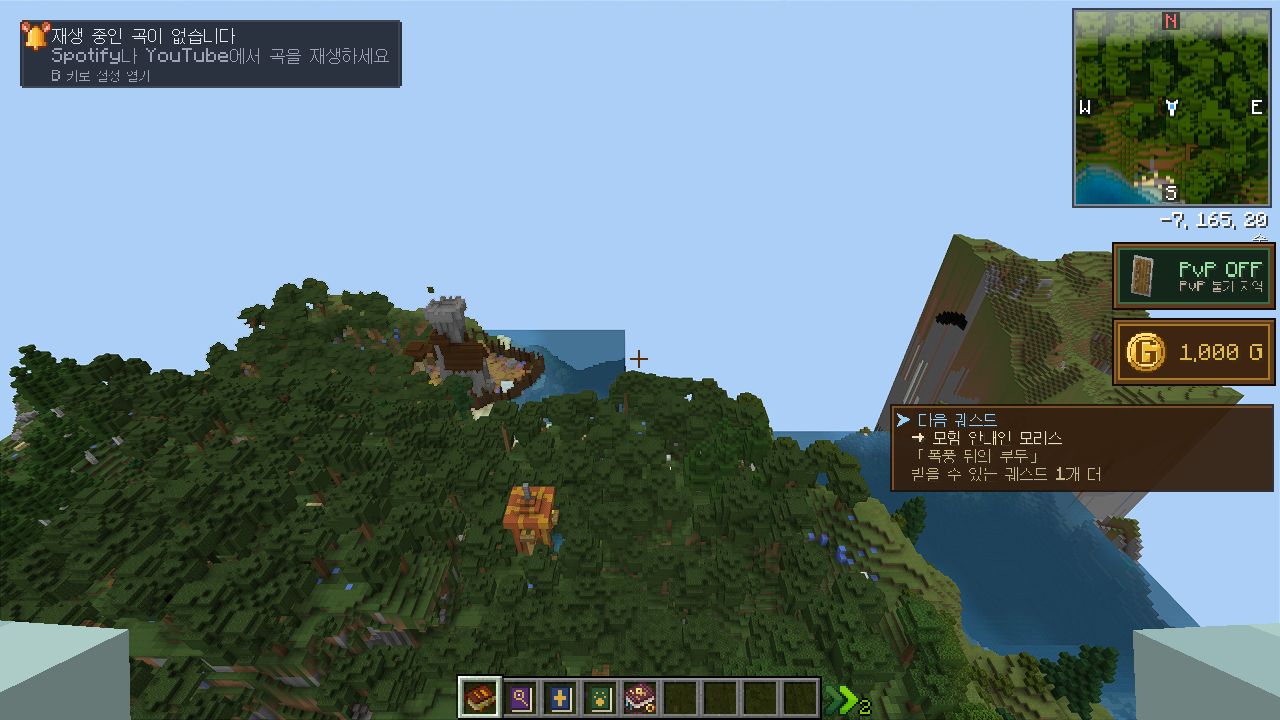 재생 중인 곡이 없습니다
Spotify나 YouTube에서 곡을 재생하세요
B 키로 설정 열기
N
W
E
S
-7, 165, 20
숲
PvP OFF
PvP 불가 지역
G
1,000 G
다음 퀘스트
➔ 모험 안내인 모리스
「폭풍 뒤의 부두」
받을 수 있는 퀘스트 1개 더
2